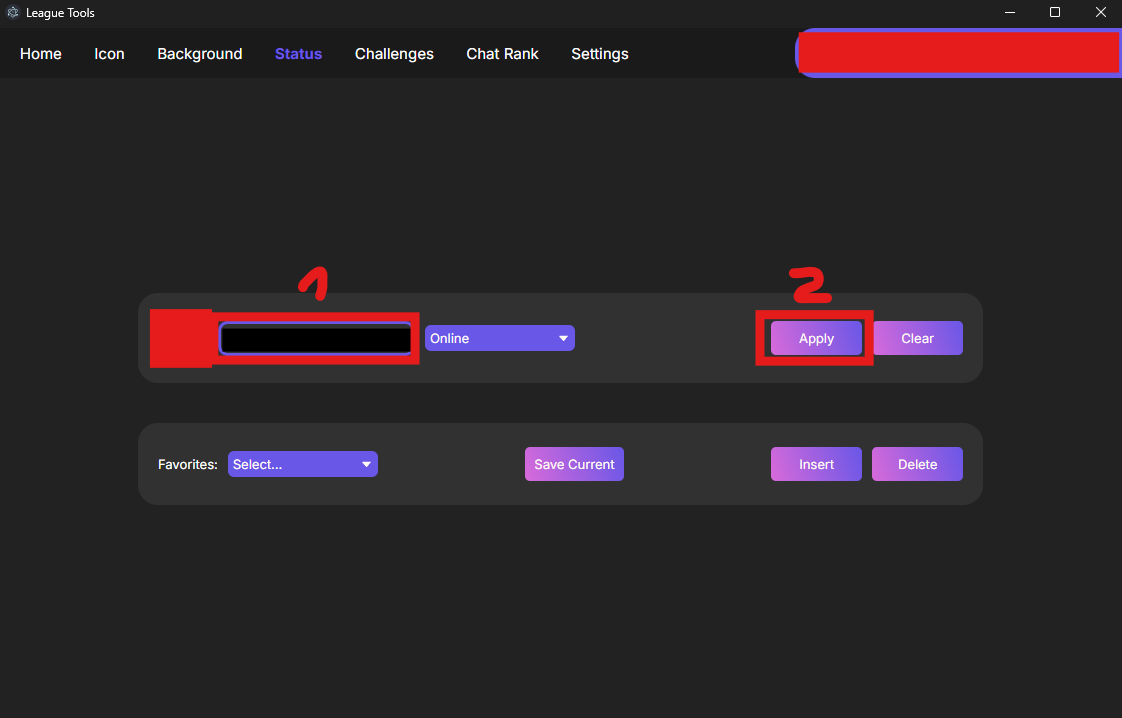 League Tools
Home Icon Background Status Challenges Chat Rank Settings
1 2
Online Apply Clear
Favorites: Select... Save Current Insert Delete